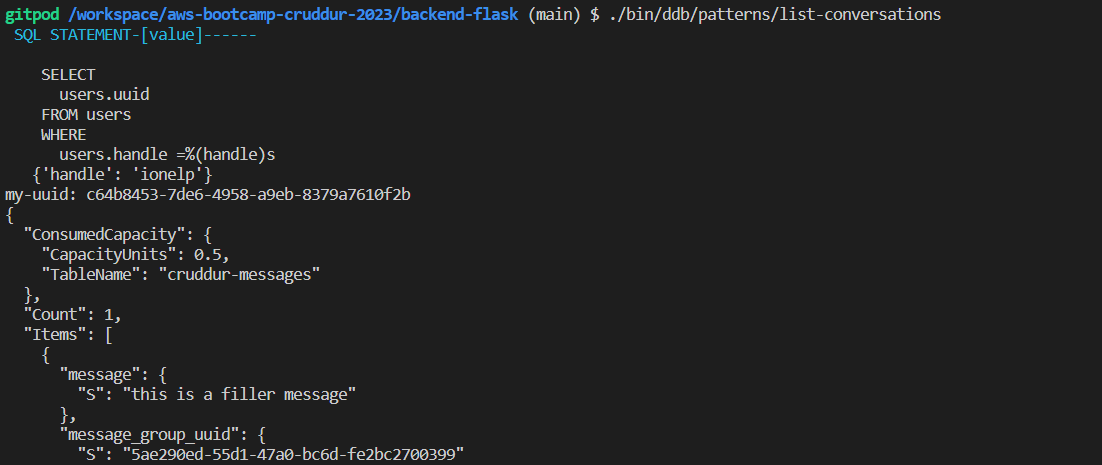 gitpod /workspace/aws-bootcamp-cruddur-2023/backend-flask (main) $ ./bin/ddb/patterns/list-conversations
 SQL STATEMENT-[value]------

    SELECT
      users.uuid
    FROM users
    WHERE
      users.handle =%(handle)s
   {'handle': 'ionelp'}
my-uuid: c64b8453-7de6-4958-a9eb-8379a7610f2b
{
  "ConsumedCapacity": {
    "CapacityUnits": 0.5,
    "TableName": "cruddur-messages"
  },
  "Count": 1,
  "Items": [
    {
      "message": {
        "S": "this is a filler message"
      },
      "message_group_uuid": {
        "S": "5ae290ed-55d1-47a0-bc6d-fe2bc2700399"